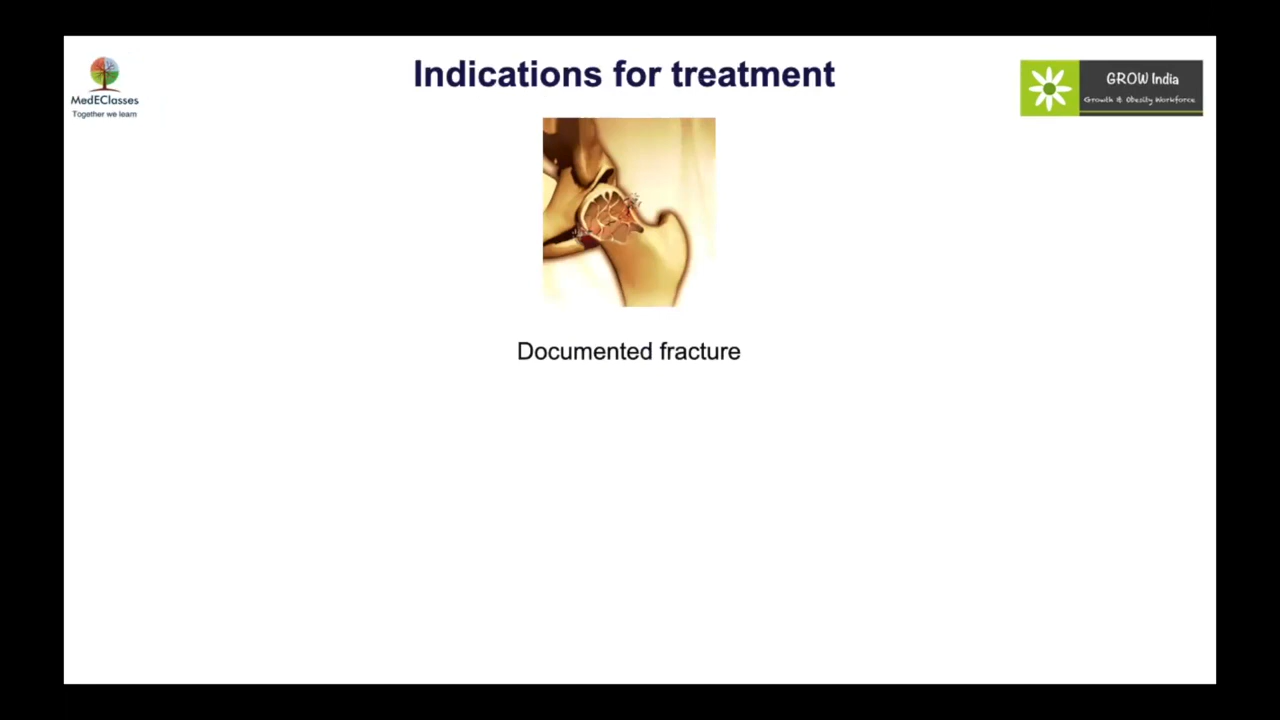 Indications for treatment
MedEClasses
Together we learn
GROW India
Growth & Obesity Workforce
Documented fracture